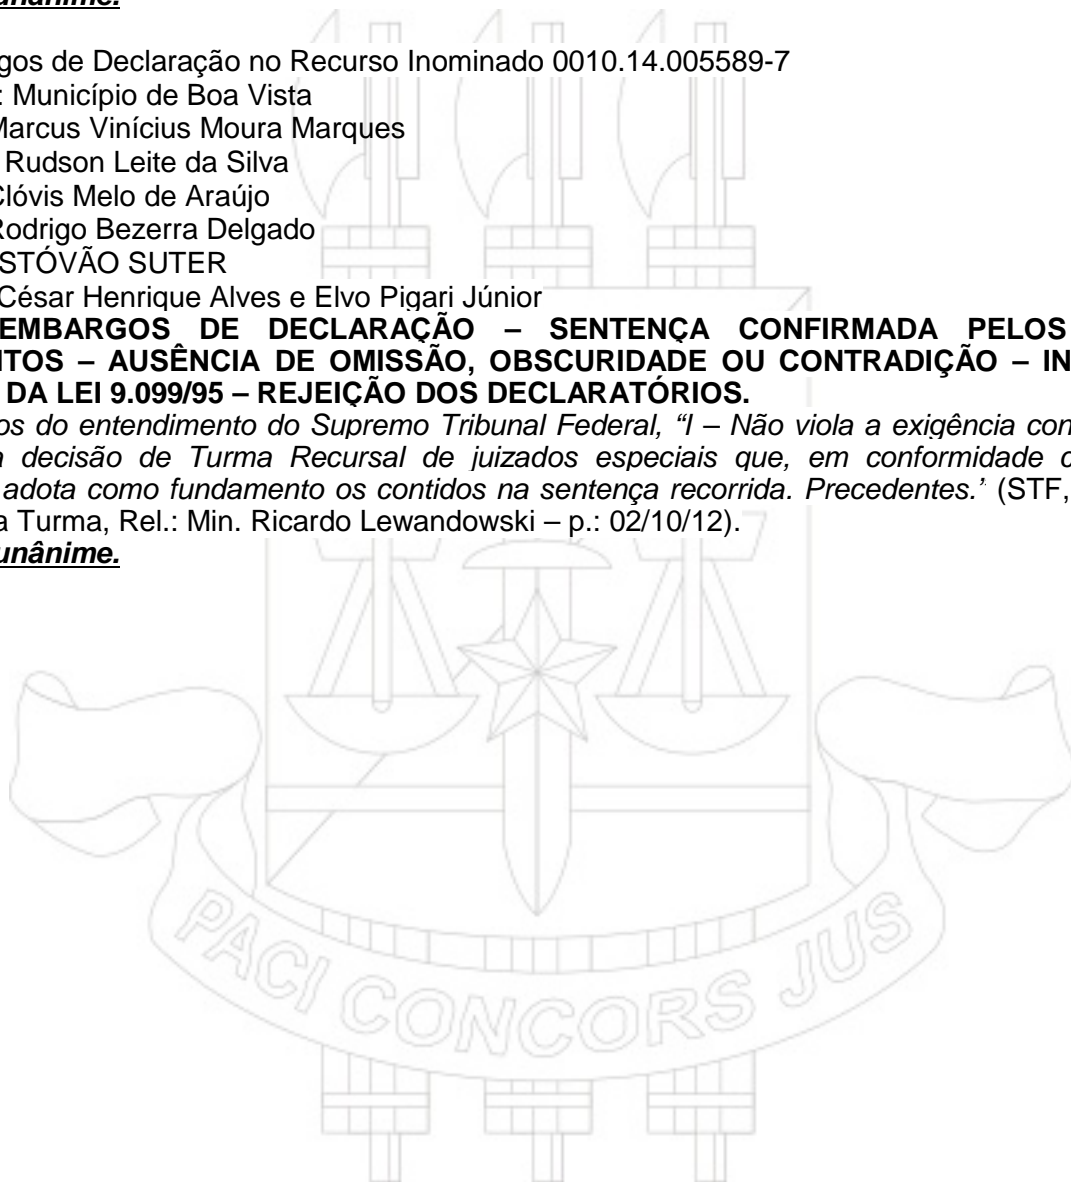 unânime.
gos de Declaração no Recurso Inominado 0010.14.005589-7
: Município de Boa Vista
Marcus Vinícius Moura Marques
Rudson Leite da Silva
Clóvis Melo de Araújo
Rodrigo Bezerra Delgado
STÓVÃO SUTER
César Henrique Alves e Elvo Pigari Júnior
EMBARGOS DE DECLARAÇÃO – SENTENÇA CONFIRMADA PELOS
TOS – AUSÊNCIA DE OMISSÃO, OBSCURIDADE OU CONTRADIÇÃO – IN
DA LEI 9.099/95 – REJEIÇÃO DOS DECLARATÓRIOS.
os do entendimento do Supremo Tribunal Federal, “I – Não viola a exigência con
a decisão de Turma Recursal de juizados especiais que, em conformidade c
adota como fundamento os contidos na sentença recorrida. Precedentes.” (STF,
a Turma, Rel.: Min. Ricardo Lewandowski – p.: 02/10/12).
unânime.
PACI CONCORS JUS